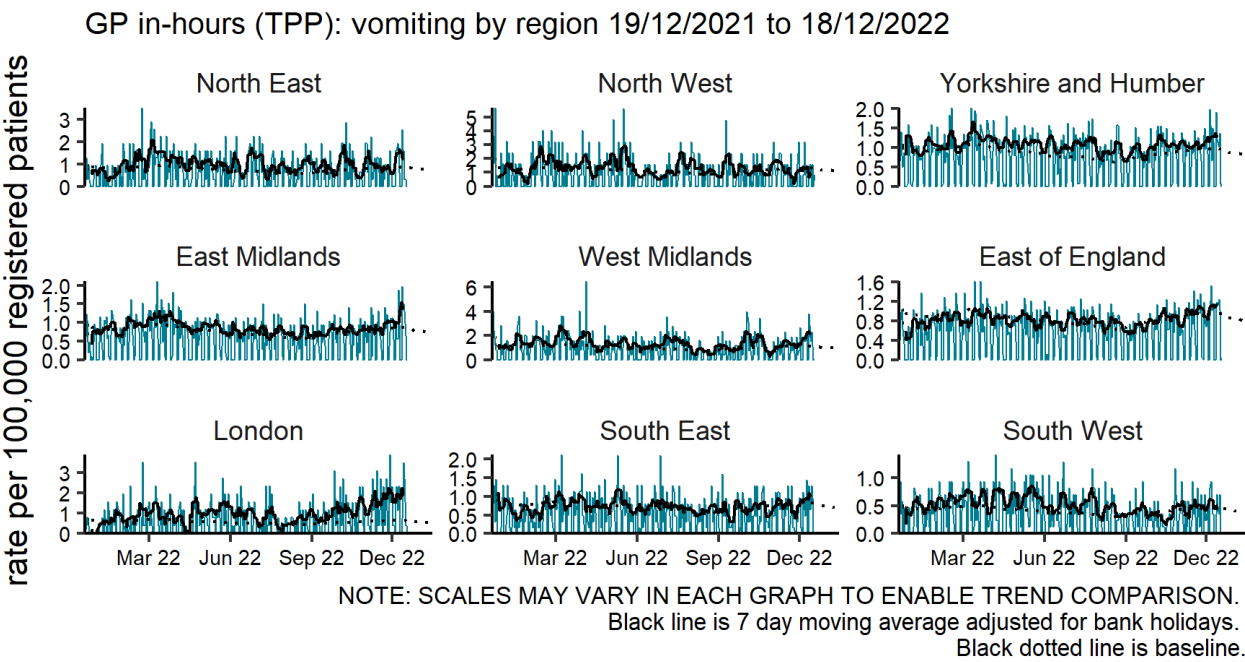 GP in-hours (TPP): vomiting by region 19/12/2021 to 18/12/2022
rate per 100,000 registered patients
North East
3
2
1
0
North West
5
4
3
2
1
0
Yorkshire and Humber
2.0
1.5
1.0
0.5
0.0
East Midlands
2.0
1.5
1.0
0.5
0.0
West Midlands
6
4
2
0
East of England
1.6
1.2
0.8
0.4
0.0
London
3
2
1
0
Mar 22 Jun 22 Sep 22 Dec 22
South East
2.0
1.5
1.0
0.5
0.0
Mar 22 Jun 22 Sep 22 Dec 22
South West
1.0
0.5
0.0
Mar 22 Jun 22 Sep 22 Dec 22
NOTE: SCALES MAY VARY IN EACH GRAPH TO ENABLE TREND COMPARISON.
Black line is 7 day moving average adjusted for bank holidays.
Black dotted line is baseline.